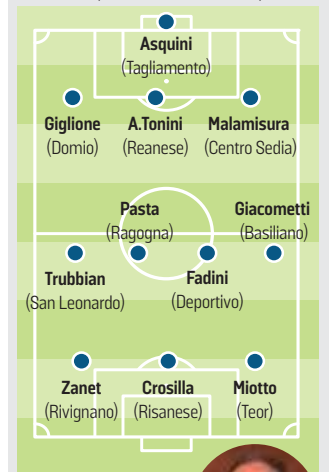 Asquini
(Tagliamento)
Giglione A.Tonini Malamisura
(Domio) (Reanese) (Centro Sedia)
Pasta Giacometti
(Ragogna) (Basiliano)
Trubbian Fadini
(San Leonardo) (Deportivo)
Zanet Crosilla Miotto
(Rivignano) (Risanese) (Teor)